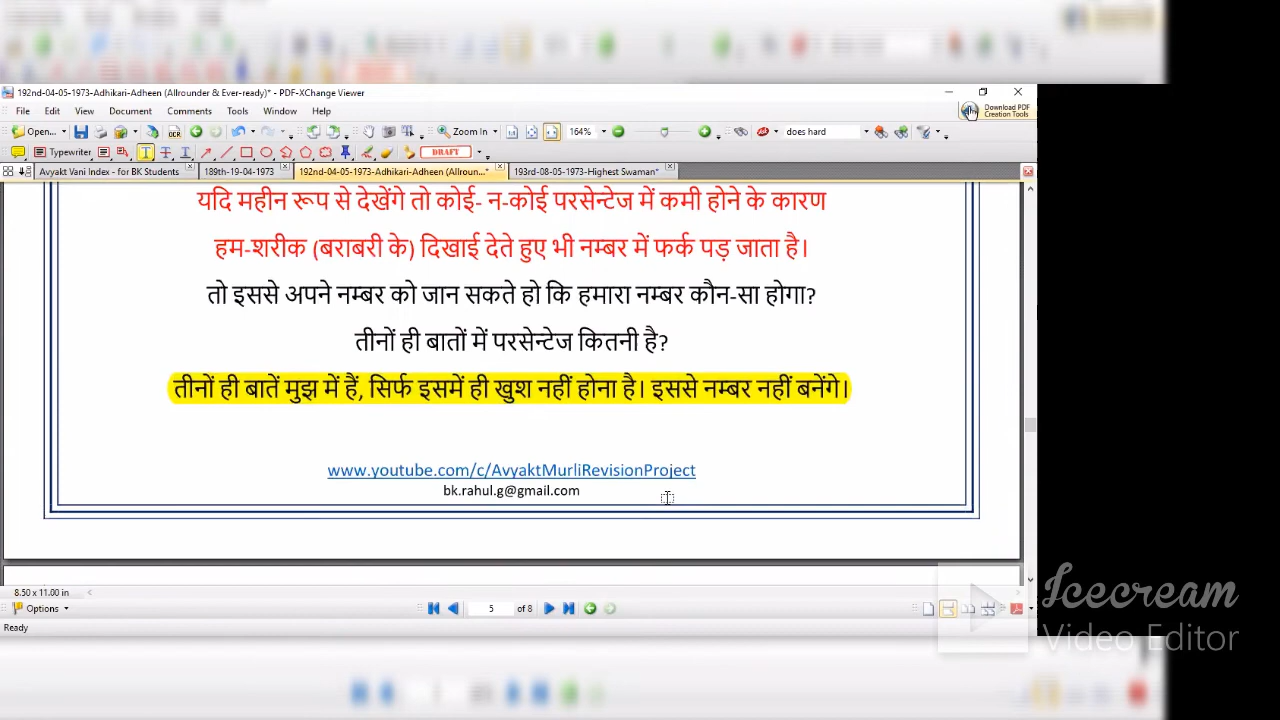 192nd-04-05-1973-Adhikari-Adheen (Allrounder & Ever-ready)* - PDF-XChange Viewer
File Edit View Document Comments Tools Window Help
Download PDF Creation Tools
Open... OCR Zoom In 164% does hard
Typewriter DRAFT
Avyakt Vani Index - for BK Students 189th-19-04-1973 192nd-04-05-1973-Adhikari-Adheen (Allroun...* 193rd-08-05-1973-Highest Swaman*
यदि महीन रूप से देखेंगे तो कोई- न-कोई परसेन्टेज में कमी होने के कारण
हम-शरीक (बराबरी के) दिखाई देते हुए भी नम्बर में फर्क पड़ जाता है।
तो इससे अपने नम्बर को जान सकते हो कि हमारा नम्बर कौन-सा होगा?
तीनों ही बातों में परसेन्टेज कितनी है?
तीनों ही बातें मुझ में हैं, सिर्फ इसमें ही खुश नहीं होना है। इससे नम्बर नहीं बनेंगे।
www.youtube.com/c/AvyaktMurliRevisionProject
bk.rahul.g@gmail.com
8.50 x 11.00 in
Options 5 of 8
Ready
Icecream
Video Editor